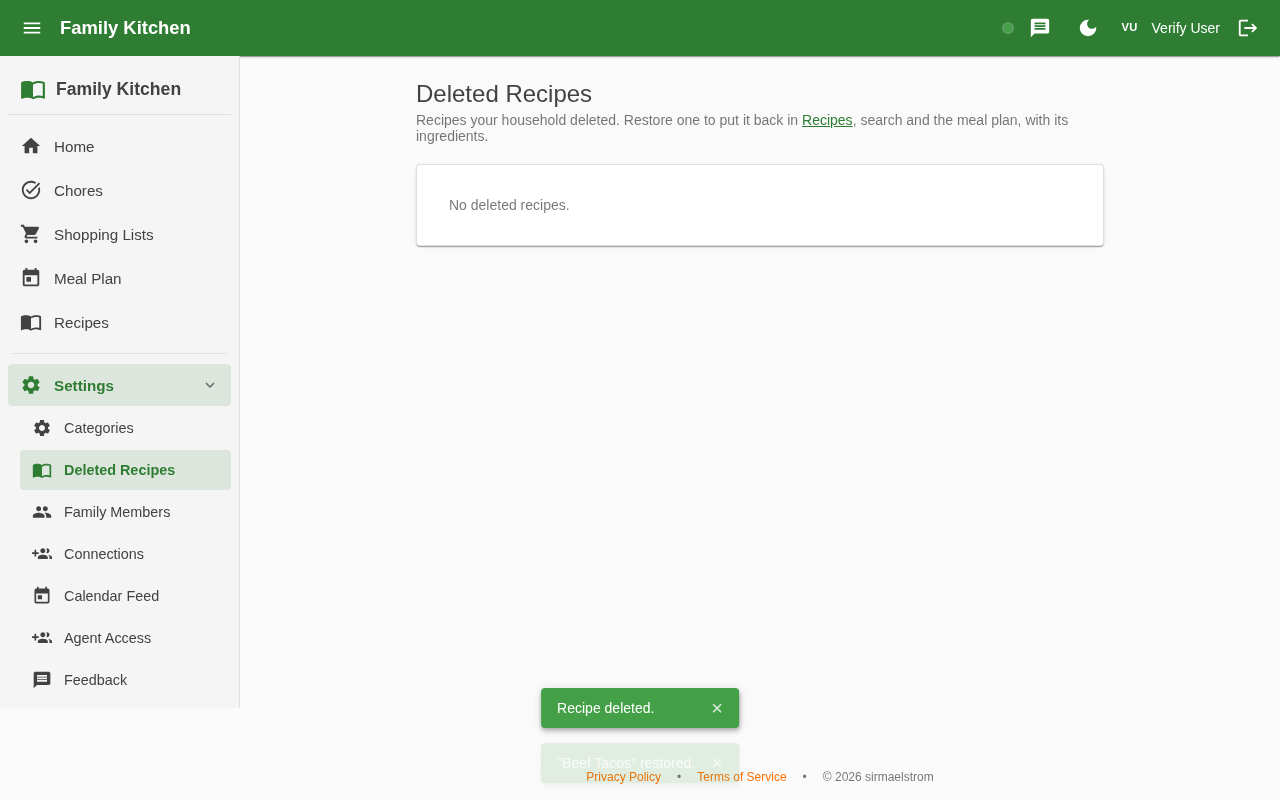 Family Kitchen
VU
Verify User
Family Kitchen
Home
Chores
Shopping Lists
Meal Plan
Recipes
Settings
Categories
Deleted Recipes
Family Members
Connections
Calendar Feed
Agent Access
Feedback
Deleted Recipes
Recipes your household deleted. Restore one to put it back in Recipes, search and the meal plan, with its
ingredients.
No deleted recipes.
Recipe deleted.
"Beef Tacos" restored.
Privacy Policy • Terms of Service • © 2026 sirmaelstrom